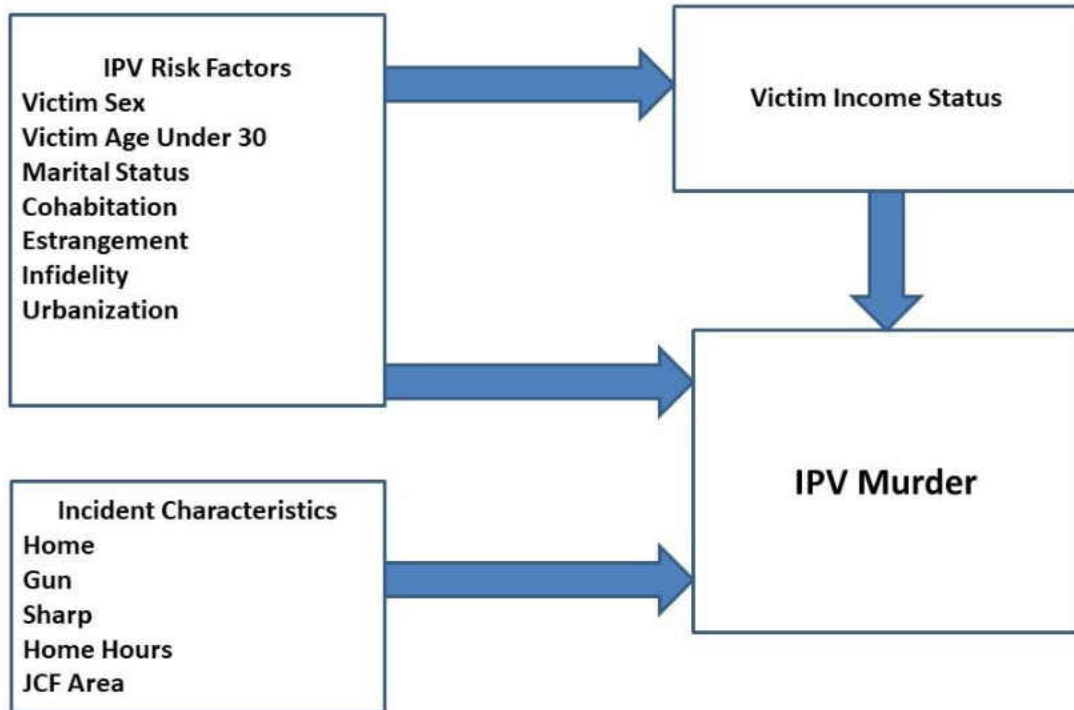 IPV Risk Factors
Victim Sex
Victim Age Under 30
Marital Status
Cohabitation
Estrangement
Infidelity
Urbanization
Victim Income Status
IPV Murder
Incident Characteristics
Home
Gun
Sharp
Home Hours
JCF Area